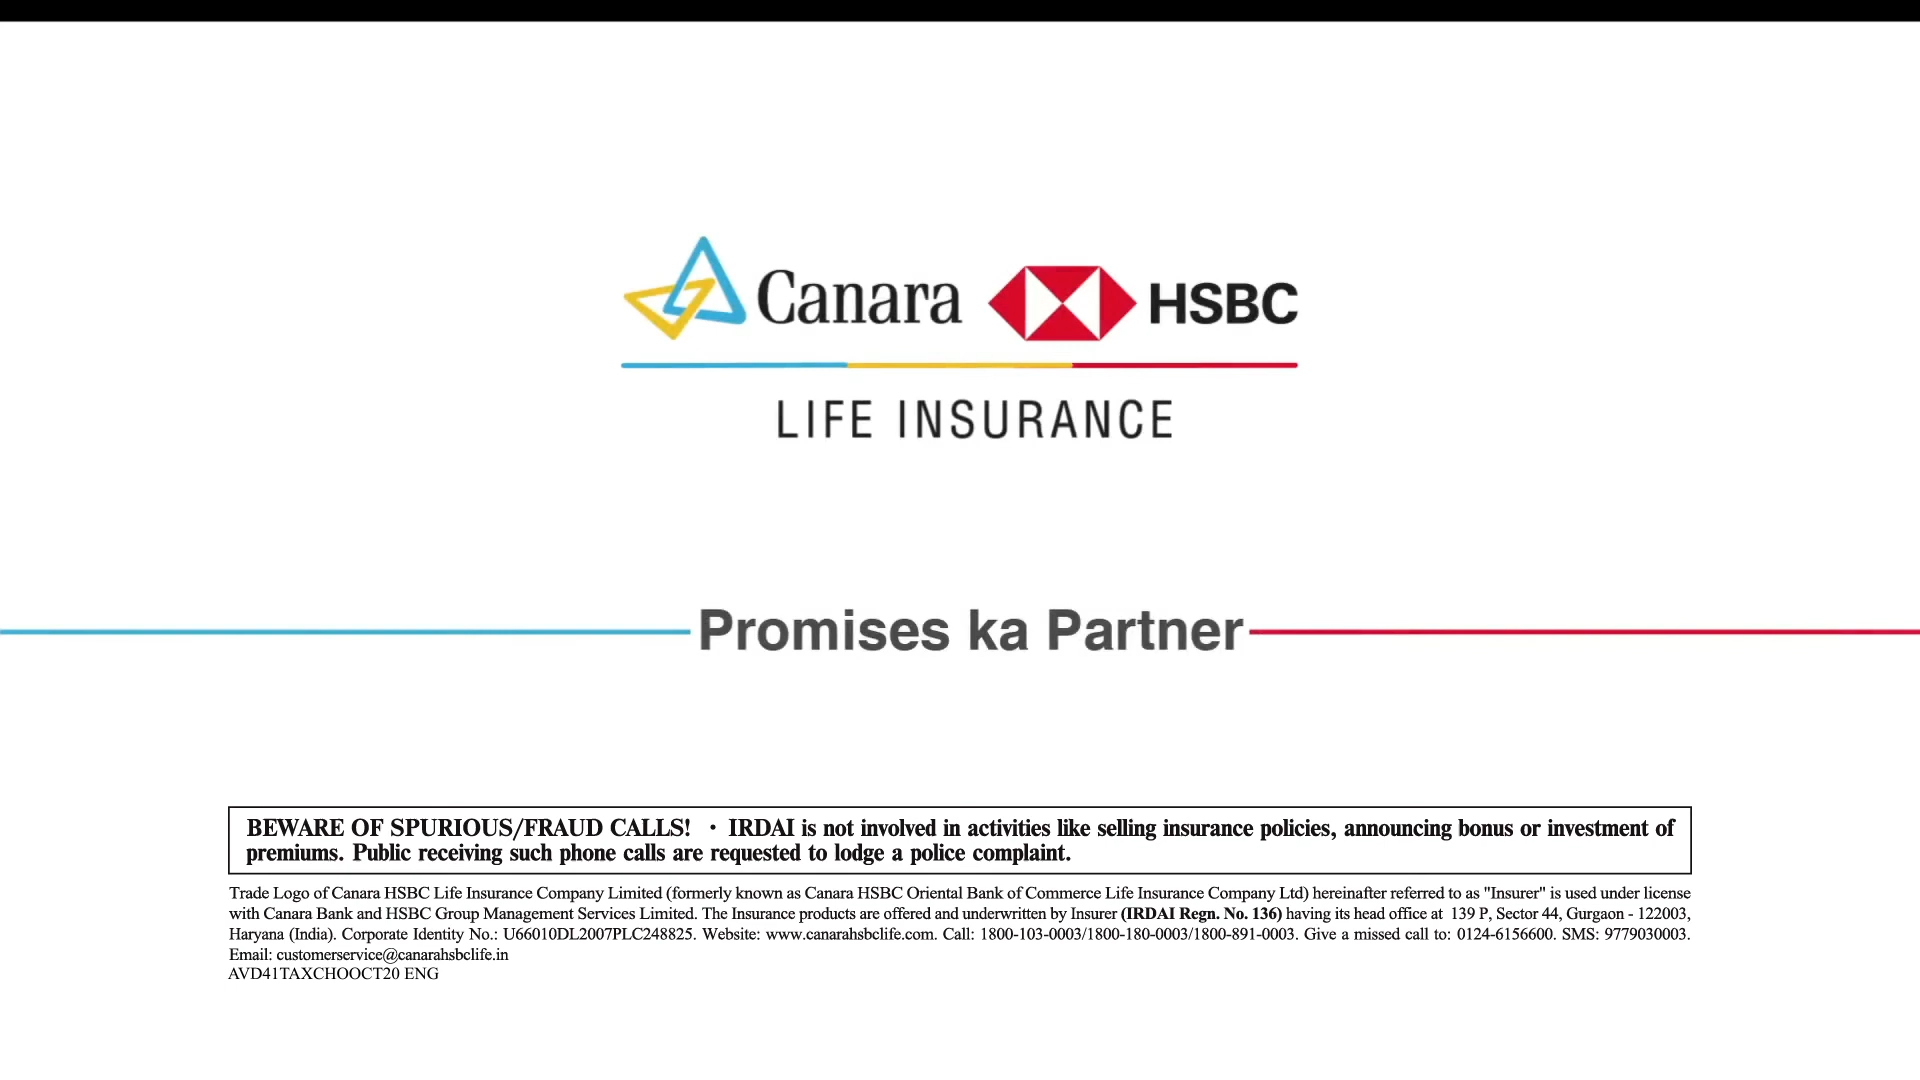 Canara HSBC
LIFE INSURANCE
Promises ka Partner
BEWARE OF SPURIOUS/FRAUD CALLS! • IRDAI is not involved in activities like selling insurance policies, announcing bonus or investment of
premiums. Public receiving such phone calls are requested to lodge a police complaint.
Trade Logo of Canara HSBC Life Insurance Company Limited (formerly known as Canara HSBC Oriental Bank of Commerce Life Insurance Company Ltd) hereinafter referred to as "Insurer" is used under license
with Canara Bank and HSBC Group Management Services Limited. The Insurance products are offered and underwritten by Insurer (IRDAI Regn. No. 136) having its head office at 139 P, Sector 44, Gurgaon - 122003,
Haryana (India). Corporate Identity No.: U66010DL2007PLC248825. Website: www.canarahsbclife.com. Call: 1800-103-0003/1800-180-0003/1800-891-0003. Give a missed call to: 0124-6156600. SMS: 9779030003.
Email: customerservice@canarahsbclife.in
AVD41TAXCHOOCT20 ENG